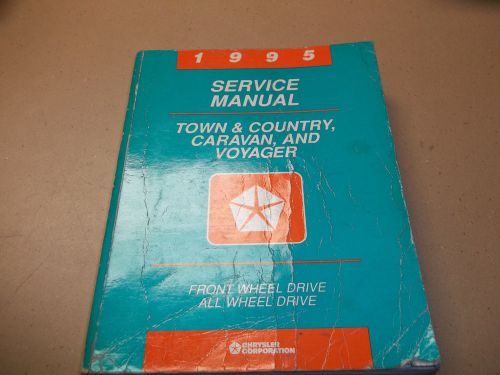 1995
SERVICE
MANUAL
TOWN & COUNTRY,
CARAVAN, AND
VOYAGER
FRONT WHEEL DRIVE
ALL WHEEL DRIVE
CHRYSLER
CORPORATION